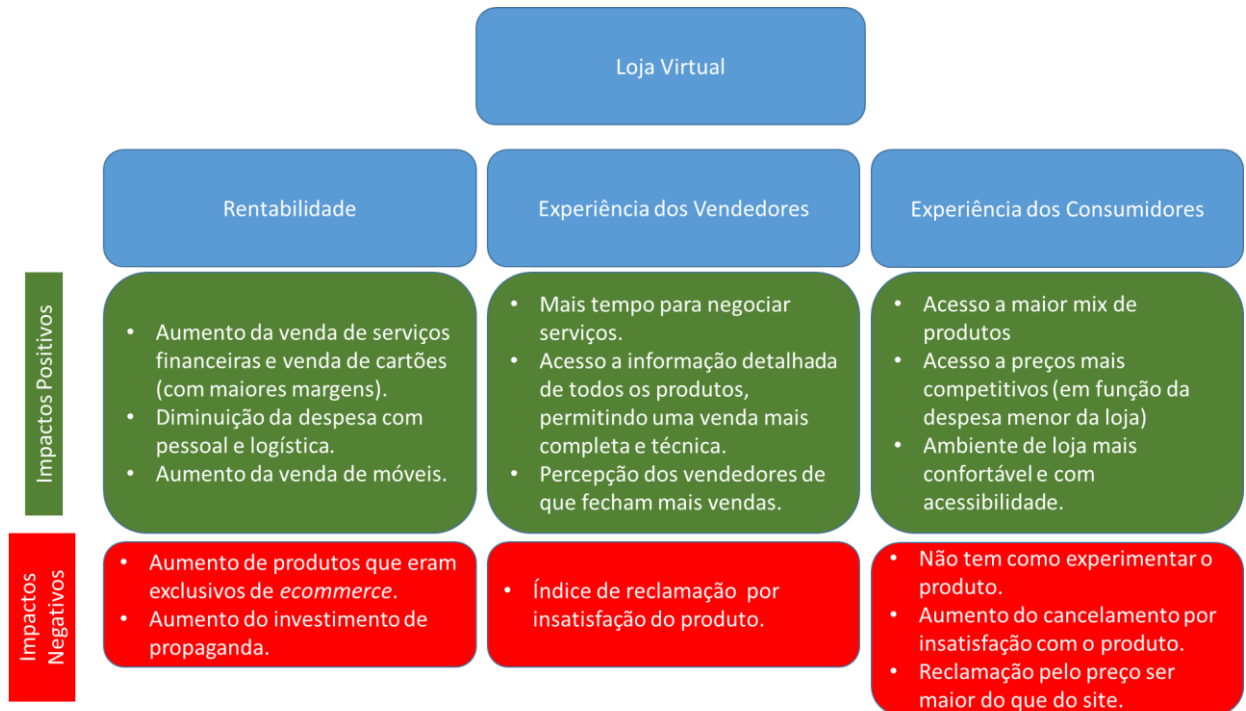 Loja Virtual
Rentabilidade
Experiência dos Vendedores
Experiência dos Consumidores
Impactos Positivos
• Aumento da venda de serviços
financeiras e venda de cartões
(com maiores margens).
• Diminuição da despesa com
pessoal e logística.
• Aumento da venda de móveis.
• Mais tempo para negociar
serviços.
• Acesso a informação detalhada
de todos os produtos,
permitindo uma venda mais
completa e técnica.
• Percepção dos vendedores de
que fecham mais vendas.
• Acesso a maior mix de
produtos
• Acesso a preços mais
competitivos (em função da
despesa menor da loja)
• Ambiente de loja mais
confortável e com
acessibilidade.
Impactos
Negativos
• Aumento de produtos que eram
exclusivos de ecommerce.
• Aumento do investimento de
propaganda.
• Índice de reclamação por
insatisfação do produto.
• Não tem como experimentar o
produto.
• Aumento do cancelamento por
insatisfação com o produto.
• Reclamação pelo preço ser
maior do que do site.